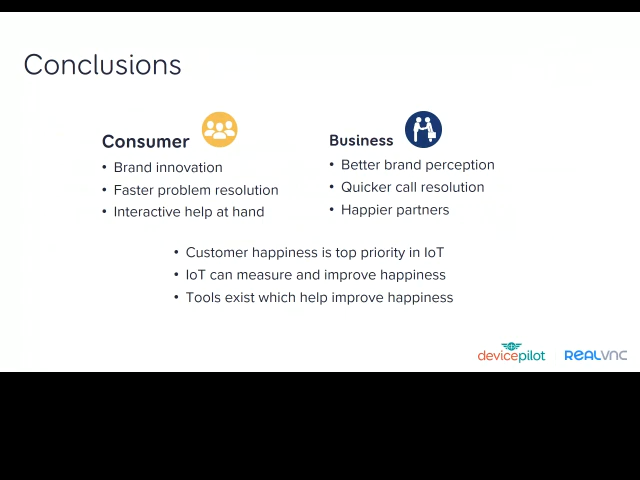 Conclusions
Consumer
• Brand innovation
• Faster problem resolution
• Interactive help at hand
Business
• Better brand perception
• Quicker call resolution
• Happier partners
• Customer happiness is top priority in IoT
• IoT can measure and improve happiness
• Tools exist which help improve happiness
devicepilot
REALVNC